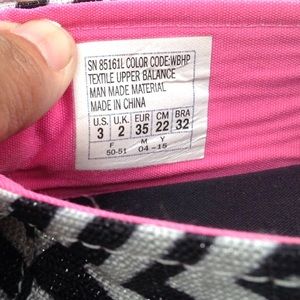 SN 85161L COLOR CODE:WBHP
TEXTILE UPPER BALANCE
MAN MADE MATERIAL
MADE IN CHINA
U.S. U.K. EUR CM BRA
3 2 35 22 32
F M Y
50-51 04 -15